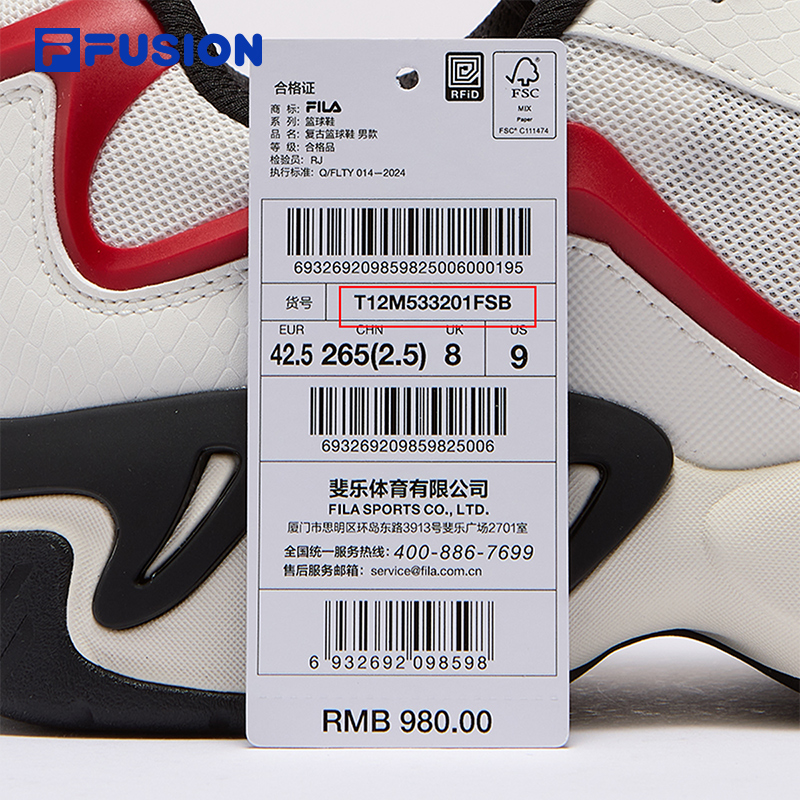 FUSION
合格证
RFiD
FSC
MIX
Paper
FSC® C111474
商 标: FILA
系 列: 篮球鞋
品 名: 复古篮球鞋 男款
等 级: 合格品
检验员: RJ
执行标准: Q/FLTY 014—2024
693269209859825006000195
货号 T12M533201FSB
EUR CHN UK US
42.5 265(2.5) 8 9
693269209859825006
斐乐体育有限公司
FILA SPORTS CO., LTD.
厦门市思明区环岛东路3913号斐乐广场2701室
全国统一服务热线: 400-886-7699
售后服务邮箱: service@fila.com.cn
6 932692 098598
RMB 980.00